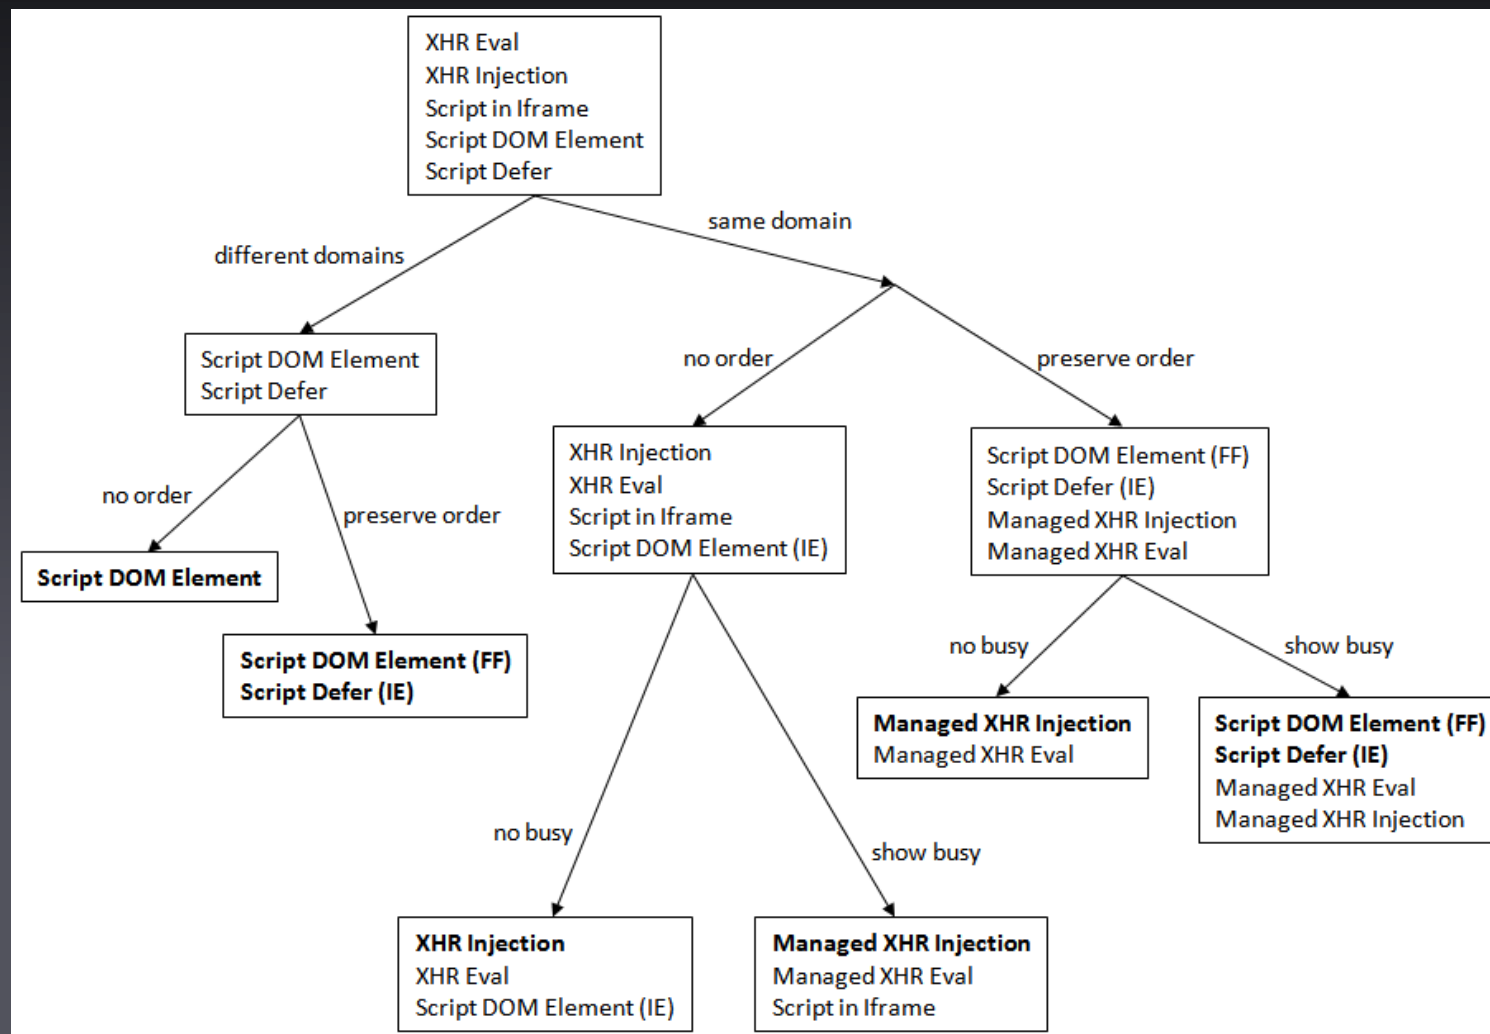 XHR Eval
XHR Injection
Script in Iframe
Script DOM Element
Script Defer
same domain
different domains
Script DOM Element
Script Defer
no order
preserve order
no order
preserve order
XHR Injection
XHR Eval
Script in Iframe
Script DOM Element (IE)
Script DOM Element (FF)
Script Defer (IE)
Managed XHR Injection
Managed XHR Eval
Script DOM Element
Script DOM Element (FF)
Script Defer (IE)
no busy
show busy
Managed XHR Injection
Managed XHR Eval
Script DOM Element (FF)
Script Defer (IE)
Managed XHR Eval
Managed XHR Injection
no busy
show busy
XHR Injection
XHR Eval
Script DOM Element (IE)
Managed XHR Injection
Managed XHR Eval
Script in Iframe